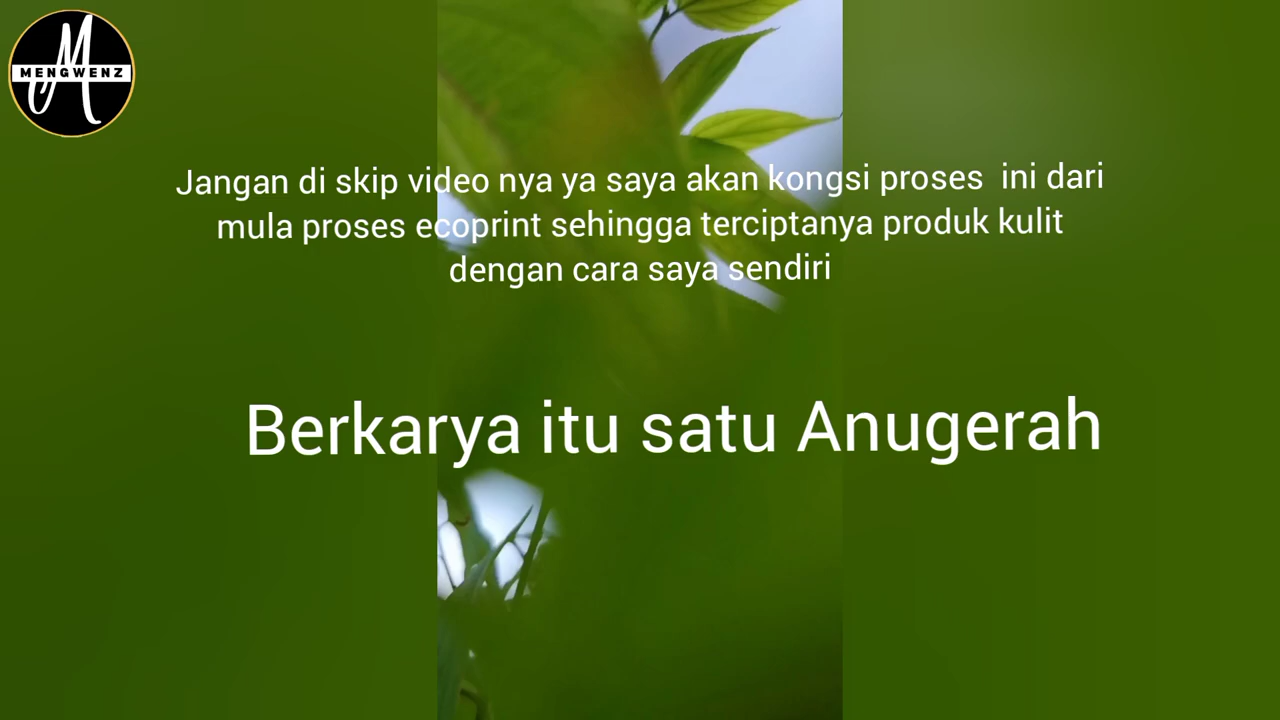 MENGWENZ
Jangan di skip video nya ya saya akan kongsi proses  ini dari
mula proses ecoprint sehingga terciptanya produk kulit
dengan cara saya sendiri
Berkarya itu satu Anugerah